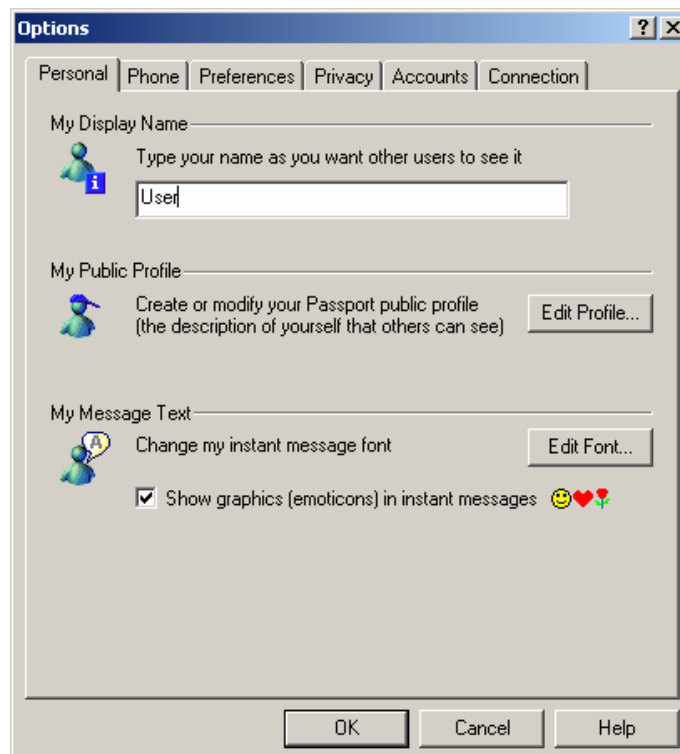 Options
Personal Phone Preferences Privacy Accounts Connection
My Display Name
Type your name as you want other users to see it
User
My Public Profile
Create or modify your Passport public profile
(the description of yourself that others can see)
Edit Profile...
My Message Text
Change my instant message font
Edit Font...
Show graphics (emoticons) in instant messages
OK Cancel Help